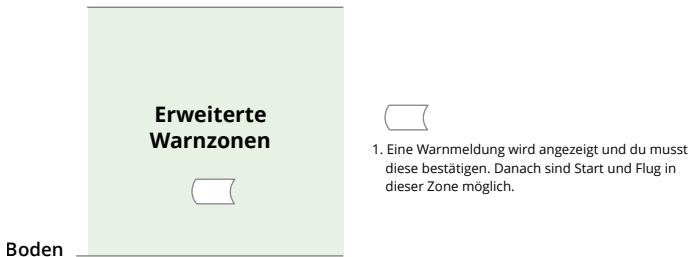 Erweiterte
Warnzonen
1. Eine Warnmeldung wird angezeigt und du musst
diese bestätigen. Danach sind Start und Flug in
dieser Zone möglich.
Boden